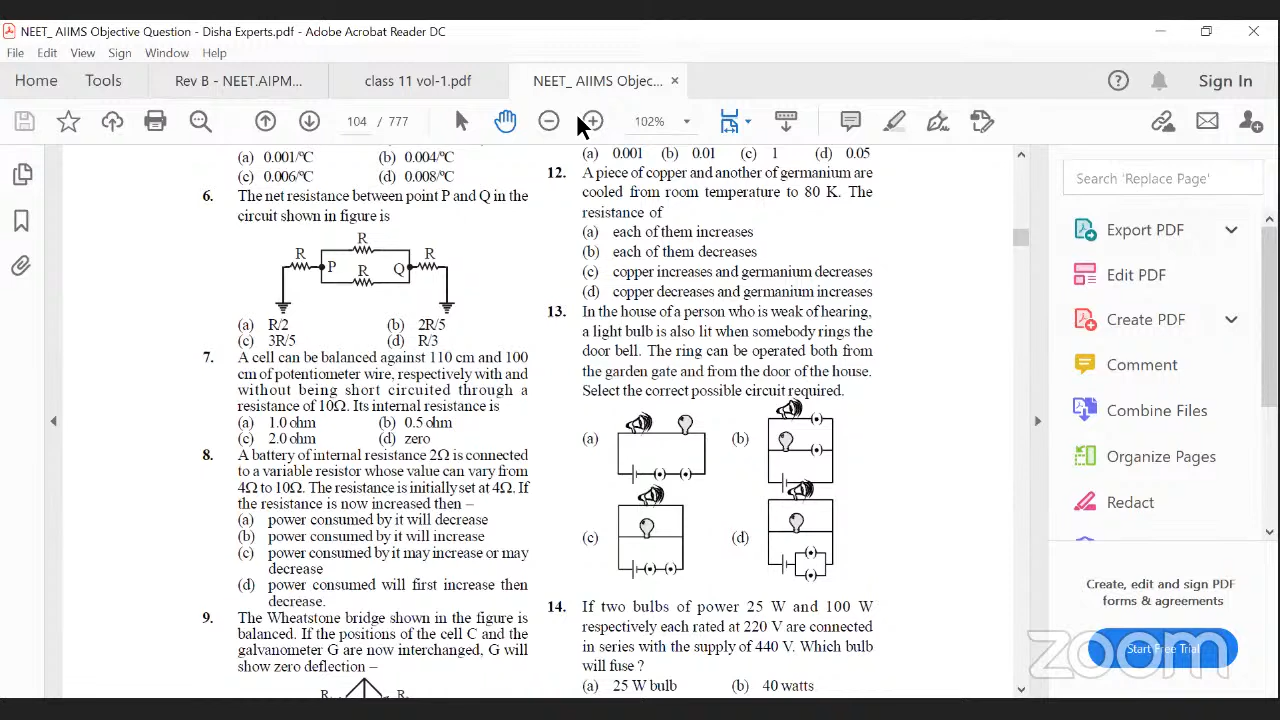 NEET_ AIIMS Objective Question - Disha Experts.pdf - Adobe Acrobat Reader DC
File Edit View Sign Window Help
Home Tools Rev B - NEET.AIPM... class 11 vol-1.pdf NEET_ AIIMS Objec... × Sign In
104 / 777 102%
(a) 0.001/ºC (b) 0.004/ºC
(c) 0.006/ºC (d) 0.008/ºC
6. The net resistance between point P and Q in the
circuit shown in figure is
R
R P Q R
R
(a) R/2 (b) 2R/5
(c) 3R/5 (d) R/3
7. A cell can be balanced against 110 cm and 100
cm of potentiometer wire, respectively with and
without being short circuited through a
resistance of 10Ω. Its internal resistance is
(a) 1.0 ohm (b) 0.5 ohm
(c) 2.0 ohm (d) zero
8. A battery of internal resistance 2Ω is connected
to a variable resistor whose value can vary from
4Ω to 10Ω. The resistance is initially set at 4Ω. If
the resistance is now increased then –
(a) power consumed by it will decrease
(b) power consumed by it will increase
(c) power consumed by it may increase or may
decrease
(d) power consumed will first increase then
decrease.
9. The Wheatstone bridge shown in the figure is
balanced. If the positions of the cell C and the
galvanometer G are now interchanged, G will
show zero deflection –
(a) 0.001 (b) 0.01 (c) 1 (d) 0.05
12. A piece of copper and another of germanium are
cooled from room temperature to 80 K. The
resistance of
(a) each of them increases
(b) each of them decreases
(c) copper increases and germanium decreases
(d) copper decreases and germanium increases
13. In the house of a person who is weak of hearing,
a light bulb is also lit when somebody rings the
door bell. The ring can be operated both from
the garden gate and from the door of the house.
Select the correct possible circuit required.
(a) (b)
(c) (d)
14. If two bulbs of power 25 W and 100 W
respectively each rated at 220 V are connected
in series with the supply of 440 V. Which bulb
will fuse ?
(a) 25 W bulb (b) 40 watts
Search 'Replace Page'
Export PDF
Edit PDF
Create PDF
Comment
Combine Files
Organize Pages
Redact
Create, edit and sign PDF
forms & agreements
Start Free Trial
zoom